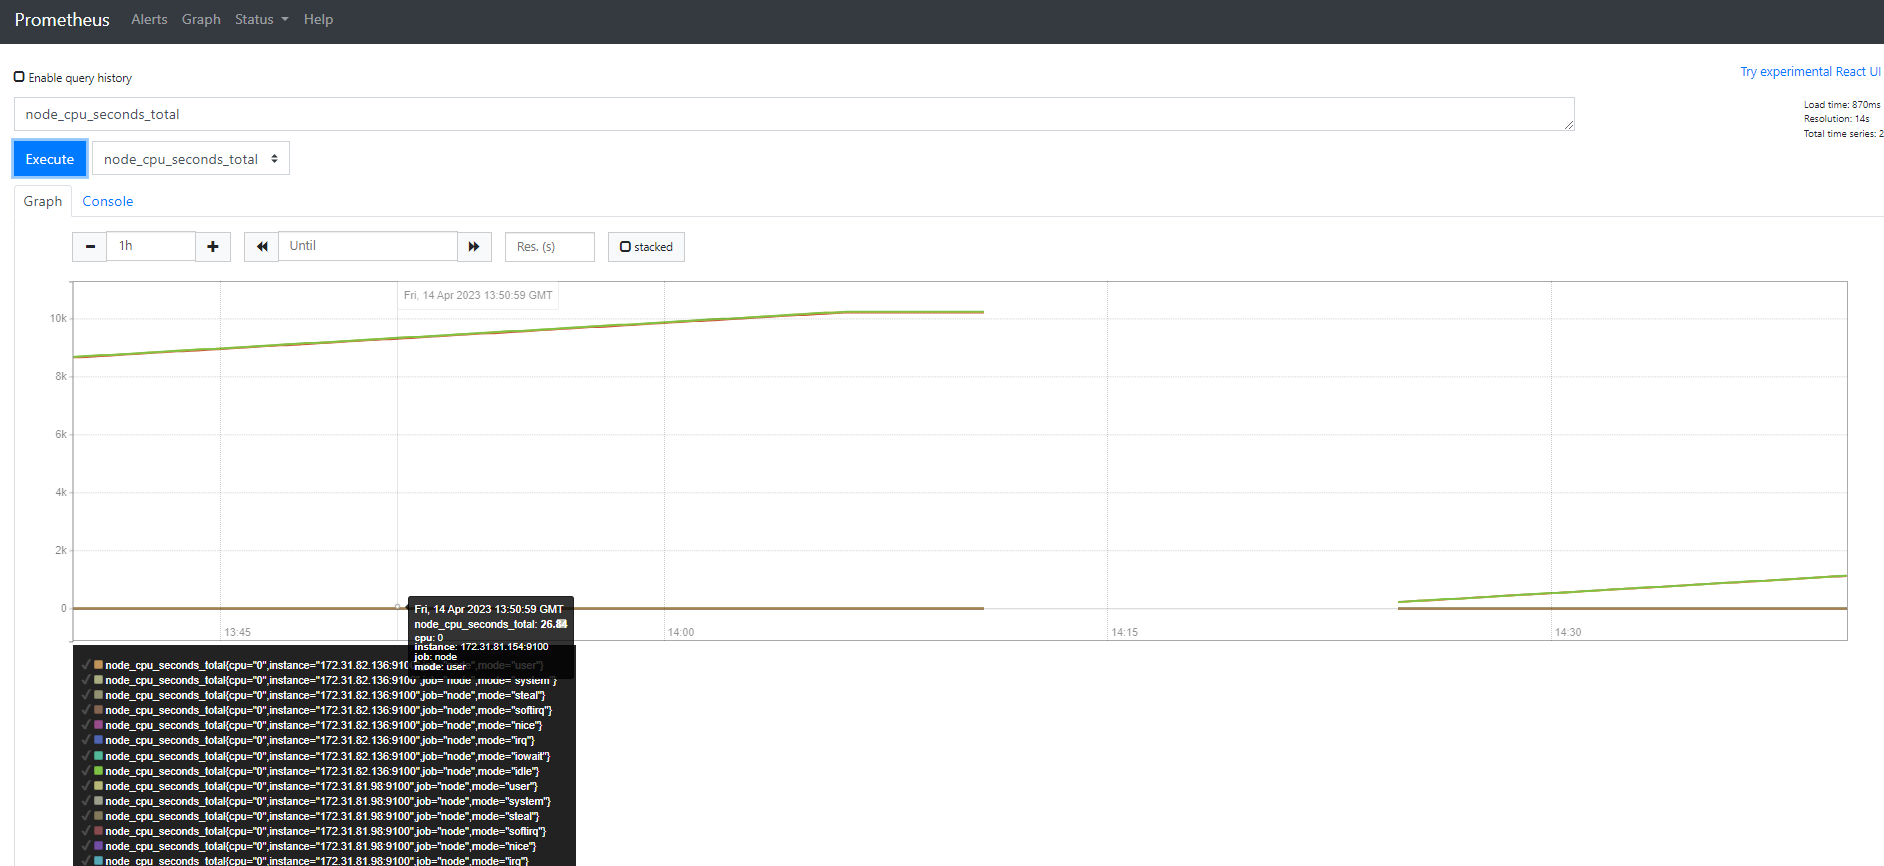 Prometheus Alerts Graph Status Help
Enable query history
Try experimental React UI
node_cpu_seconds_total
Load time: 870ms
Resolution: 14s
Total time series: 2
Execute node_cpu_seconds_total
Graph Console
1h Until Res. (s) stacked
Fri, 14 Apr 2023 13:50:59 GMT
10k
8k
6k
4k
2k
0
Fri, 14 Apr 2023 13:50:59 GMT
node_cpu_seconds_total: 26.84
cpu: 0
instance: 172.31.81.154:9100
job: node
mode: user
13:45 14:00 14:15 14:30
node_cpu_seconds_total{cpu="0",instance="172.31.82.136:9100",job="node",mode="user"}
node_cpu_seconds_total{cpu="0",instance="172.31.82.136:9100",job="node",mode="system"}
node_cpu_seconds_total{cpu="0",instance="172.31.82.136:9100",job="node",mode="steal"}
node_cpu_seconds_total{cpu="0",instance="172.31.82.136:9100",job="node",mode="softirq"}
node_cpu_seconds_total{cpu="0",instance="172.31.82.136:9100",job="node",mode="nice"}
node_cpu_seconds_total{cpu="0",instance="172.31.82.136:9100",job="node",mode="irq"}
node_cpu_seconds_total{cpu="0",instance="172.31.82.136:9100",job="node",mode="iowait"}
node_cpu_seconds_total{cpu="0",instance="172.31.82.136:9100",job="node",mode="idle"}
node_cpu_seconds_total{cpu="0",instance="172.31.81.98:9100",job="node",mode="user"}
node_cpu_seconds_total{cpu="0",instance="172.31.81.98:9100",job="node",mode="system"}
node_cpu_seconds_total{cpu="0",instance="172.31.81.98:9100",job="node",mode="steal"}
node_cpu_seconds_total{cpu="0",instance="172.31.81.98:9100",job="node",mode="softirq"}
node_cpu_seconds_total{cpu="0",instance="172.31.81.98:9100",job="node",mode="nice"}
node_cpu_seconds_total{cpu="0",instance="172.31.81.98:9100",job="node",mode="irq"}